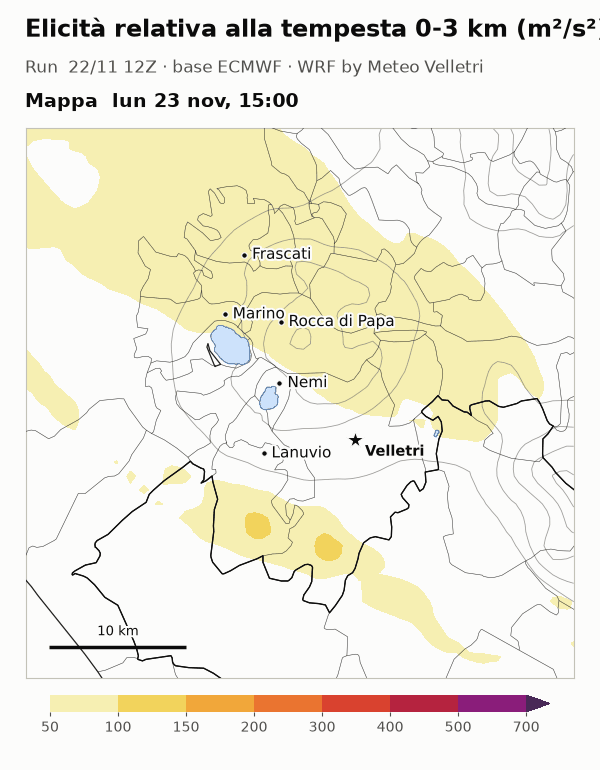 Elicità relativa alla tempesta 0-3 km (m²/s²)
Run 22/11 12Z · base ECMWF · WRF by Meteo Velletri
Mappa lun 23 nov, 15:00
Frascati
Marino
Rocca di Papa
Nemi
Velletri
Lanuvio
10 km
50 100 150 200 300 400 500 700